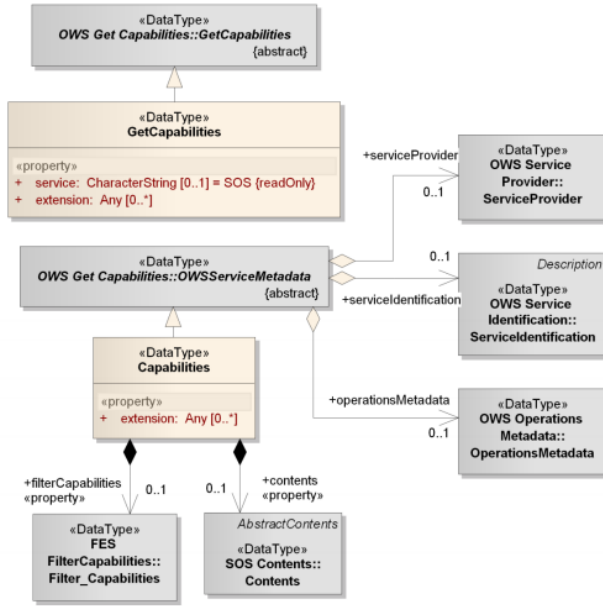 «DataType»
OWS Get Capabilities::GetCapabilities
{abstract}
«DataType»
GetCapabilities
«property»
+ service: CharacterString [0..1] = SOS {readOnly}
+ extension: Any [0..*]
+serviceProvider
0..1
«DataType»
OWS Service
Provider::
ServiceProvider
«DataType»
OWS Get Capabilities::OWSServiceMetadata
{abstract}
0..1
+serviceIdentification
Description
«DataType»
OWS Service
Identification::
ServiceIdentification
«DataType»
Capabilities
«property»
+ extension: Any [0..*]
+operationsMetadata
0..1
«DataType»
OWS Operations
Metadata::
OperationsMetadata
+filterCapabilities
«property»
0..1
0..1
+contents
«property»
«DataType»
FES
FilterCapabilities::
Filter_Capabilities
AbstractContents
«DataType»
SOS Contents::
Contents